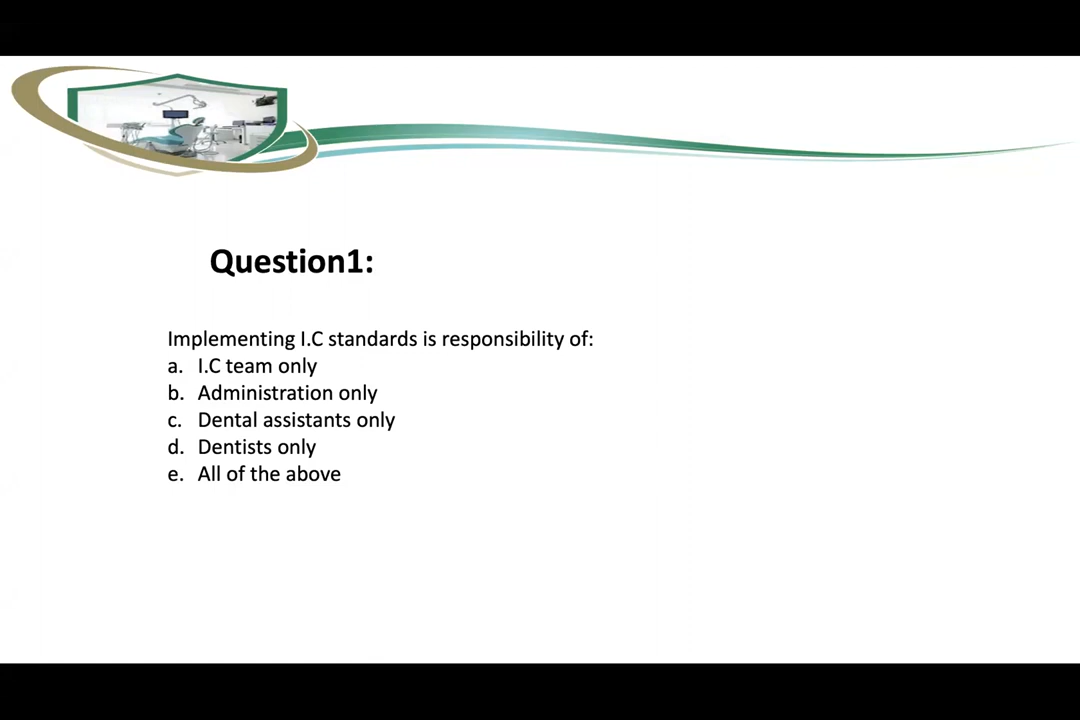 Question1:
Implementing I.C standards is responsibility of:
a. I.C team only
b. Administration only
c. Dental assistants only
d. Dentists only
e. All of the above